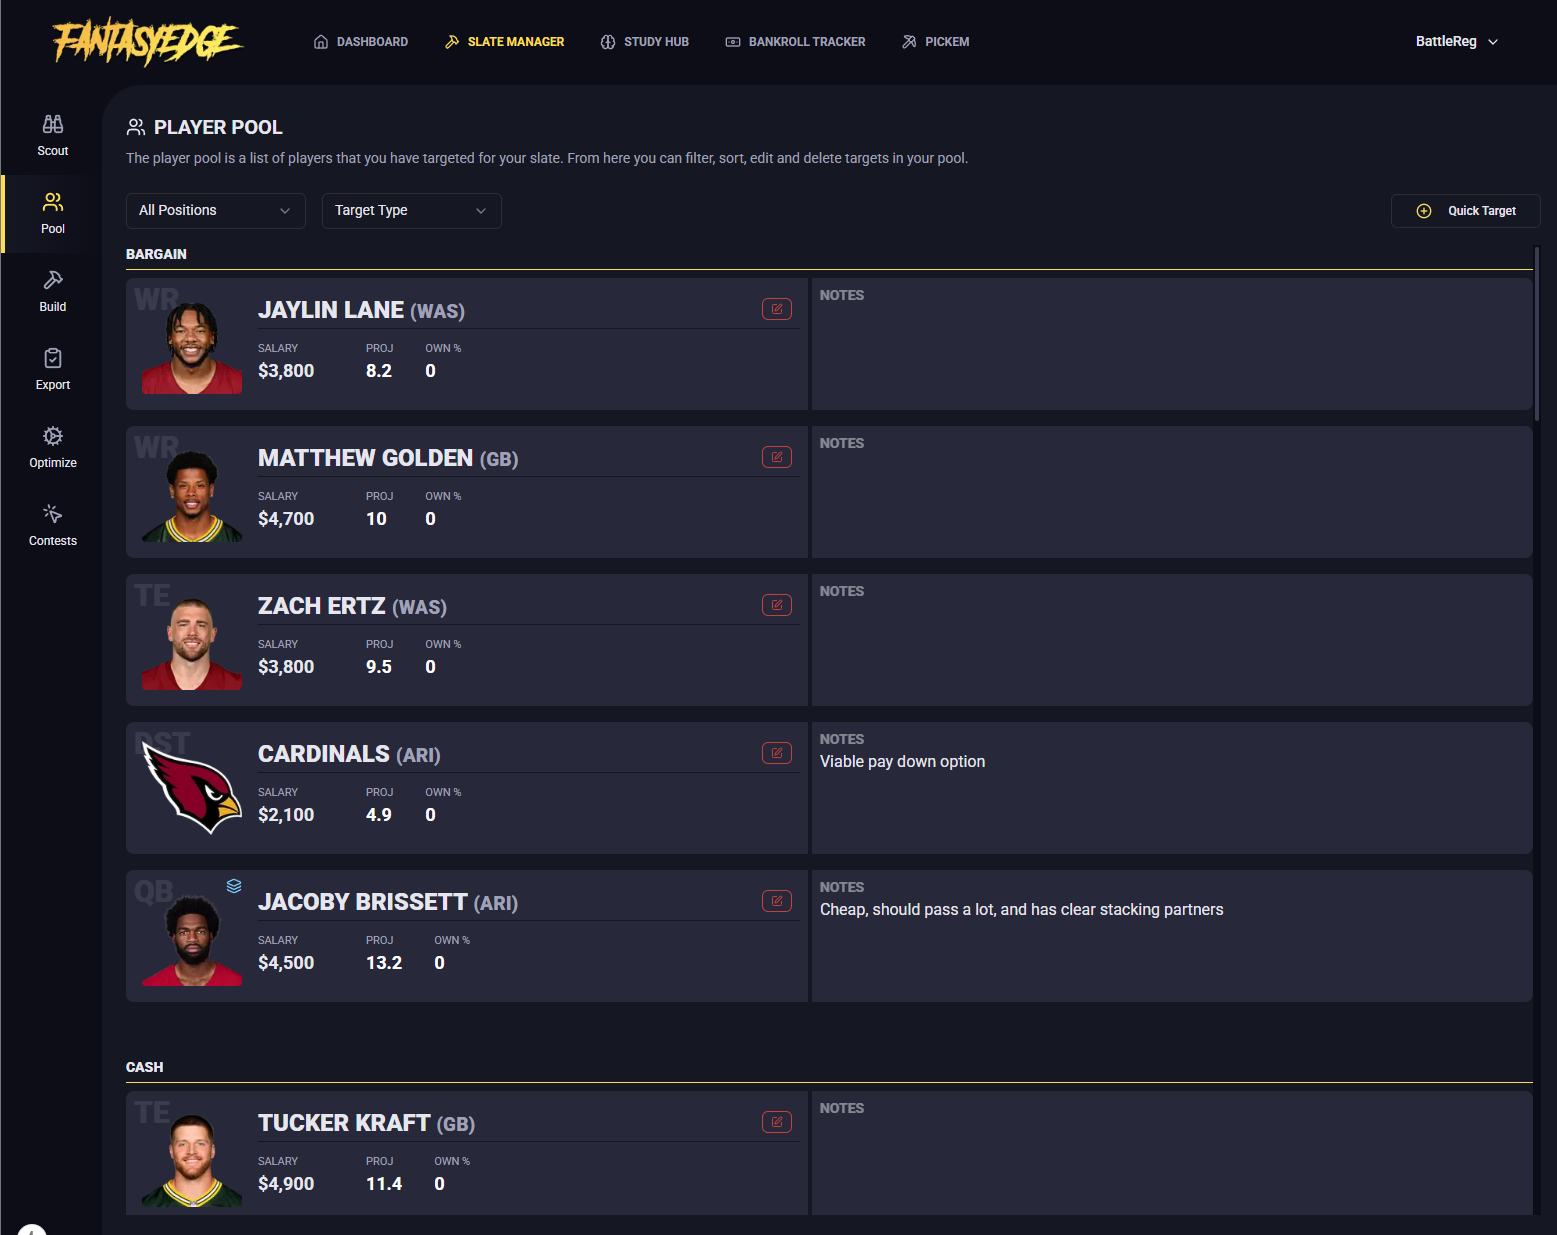 FANTASYEDGE
DASHBOARD
SLATE MANAGER
STUDY HUB
BANKROLL TRACKER
PICKEM
BattleReg
Scout
Pool
Build
Export
Optimize
Contests
PLAYER POOL
The player pool is a list of players that you have targeted for your slate. From here you can filter, sort, edit and delete targets in your pool.
All Positions
Target Type
Quick Target
BARGAIN
WR
JAYLIN LANE (WAS)
SALARY PROJ OWN %
$3,800 8.2 0
NOTES
WR
MATTHEW GOLDEN (GB)
SALARY PROJ OWN %
$4,700 10 0
NOTES
TE
ZACH ERTZ (WAS)
SALARY PROJ OWN %
$3,800 9.5 0
NOTES
DST
CARDINALS (ARI)
SALARY PROJ OWN %
$2,100 4.9 0
NOTES
Viable pay down option
QB
JACOBY BRISSETT (ARI)
SALARY PROJ OWN %
$4,500 13.2 0
NOTES
Cheap, should pass a lot, and has clear stacking partners
CASH
TE
TUCKER KRAFT (GB)
SALARY PROJ OWN %
$4,900 11.4 0
NOTES